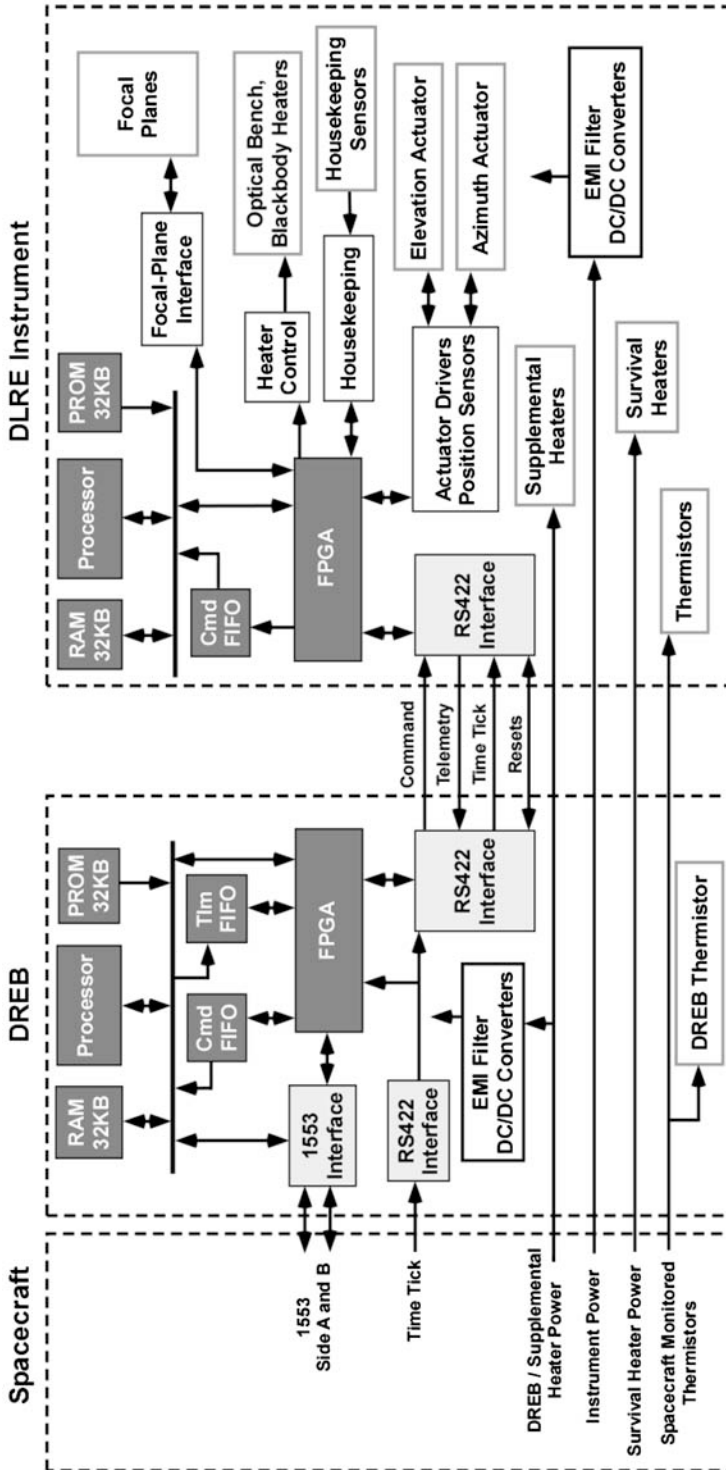 Spacecraft
DREB
DLRE Instrument
1553
Side A and B
Time Tick
DREB / Supplemental
Heater Power
Instrument Power
Survival Heater Power
Spacecraft Monitored
Thermistors
RAM
32KB
Processor
PROM
32KB
Cmd
FIFO
Tlm
FIFO
1553
Interface
FPGA
RS422
Interface
RS422
Interface
EMI Filter
DC/DC Converters
DREB Thermistor
Command
Telemetry
Time Tick
Resets
RAM
32KB
Processor
PROM
32KB
Cmd
FIFO
FPGA
Focal-Plane
Interface
Focal
Planes
Heater
Control
Optical Bench,
Blackbody Heaters
Housekeeping
Housekeeping
Sensors
RS422
Interface
Actuator Drivers
Position Sensors
Elevation Actuator
Azimuth Actuator
Supplemental
Heaters
EMI Filter
DC/DC Converters
Survival
Heaters
Thermistors